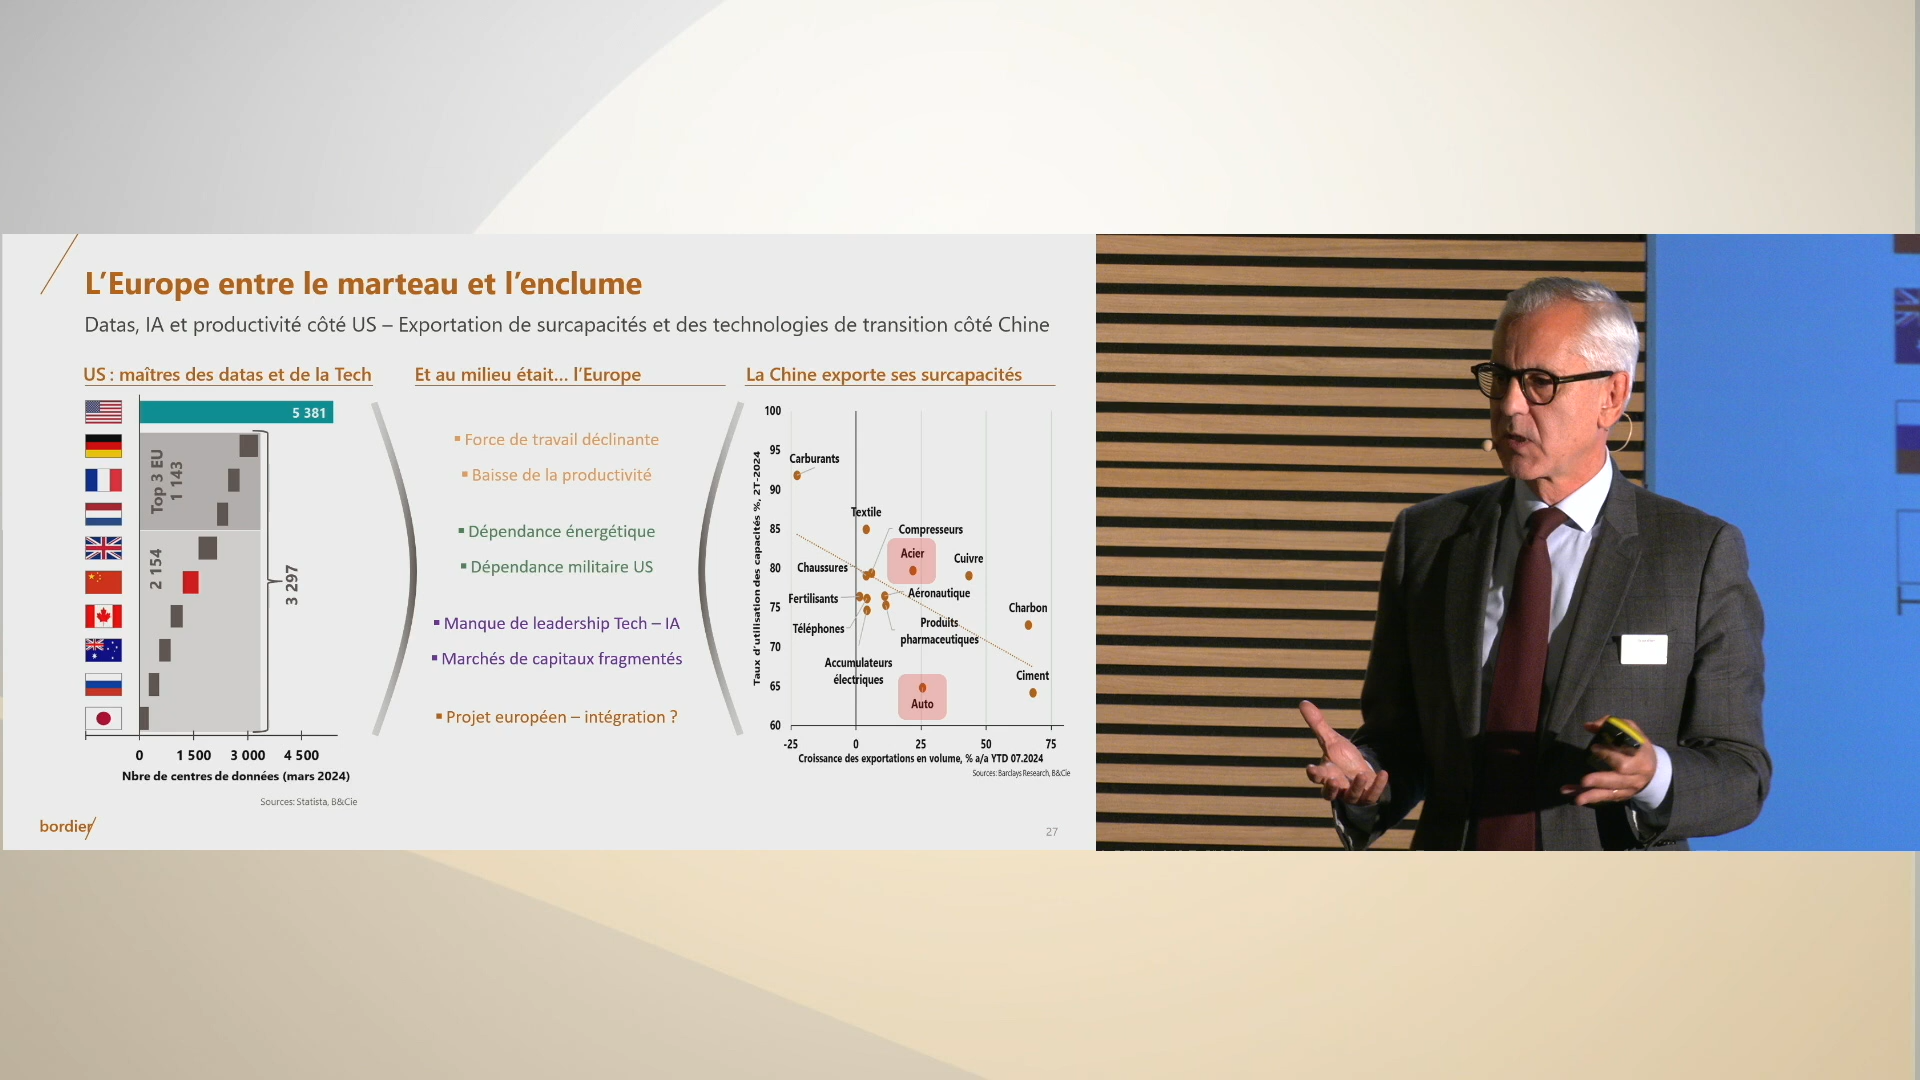 L’Europe entre le marteau et l’enclume
Datas, IA et productivité côté US – Exportation de surcapacités et des technologies de transition côté Chine
US : maîtres des datas et de la Tech
5 381
Top 3 EU
1 143
2 154
3 297
0
1 500
3 000
4 500
Nbre de centres de données (mars 2024)
Sources: Statista, B&Cie
Et au milieu était... l’Europe
▪ Force de travail déclinante
▪ Baisse de la productivité
▪ Dépendance énergétique
▪ Dépendance militaire US
▪ Manque de leadership Tech – IA
▪ Marchés de capitaux fragmentés
▪ Projet européen – intégration ?
La Chine exporte ses surcapacités
Taux d’utilisation des capacités %, 2T-2024
100
95
90
85
80
75
70
65
60
Carburants
Textile
Compresseurs
Acier
Cuivre
Chaussures
Fertilisants
Aéronautique
Charbon
Téléphones
Produits
pharmaceutiques
Accumulateurs
électriques
Ciment
Auto
-25
0
25
50
75
Croissance des exportations en volume, % a/a YTD 07.2024
Sources: Barclays Research, B&Cie
bordier
27